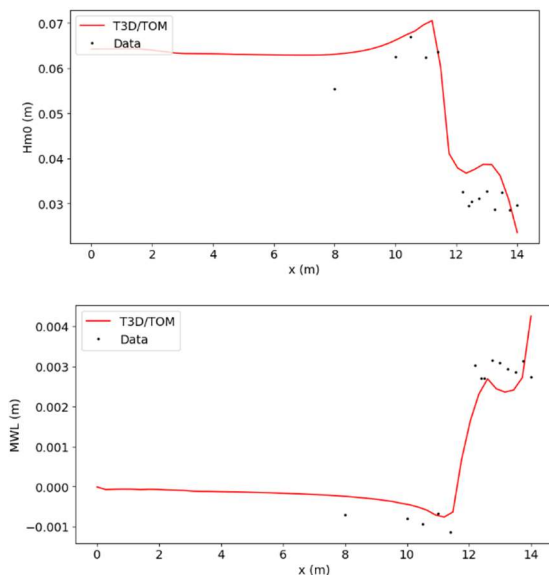 0.07
0.06
0.05
0.04
0.03
Hm0 (m)
T3D/TOM
Data
0 2 4 6 8 10 12 14
x (m)
0.004
0.003
0.002
0.001
0.000
−0.001
MWL (m)
T3D/TOM
Data
0 2 4 6 8 10 12 14
x (m)